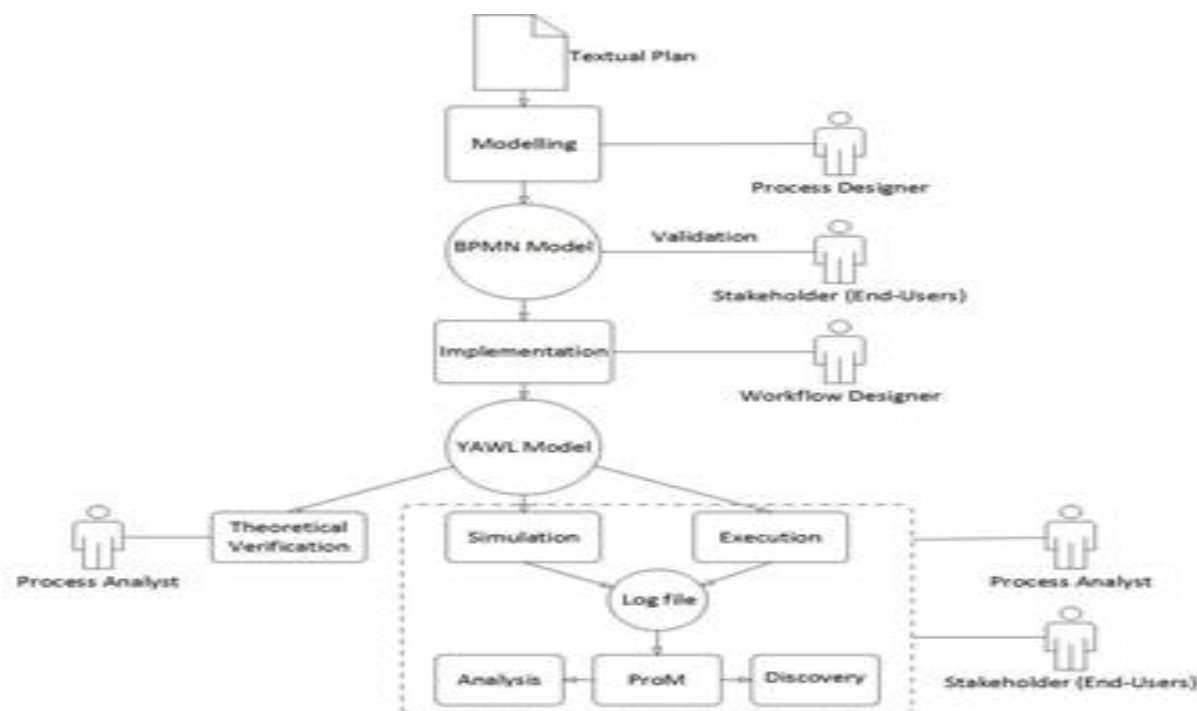 Textual Plan
Modelling
Process Designer
BPMN Model
Validation
Stakeholder (End-Users)
Implementation
Workflow Designer
YAWL Model
Theoretical
Verification
Process Analyst
Simulation
Execution
Process Analyst
Log file
Analysis
ProM
Discovery
Stakeholder (End-Users)